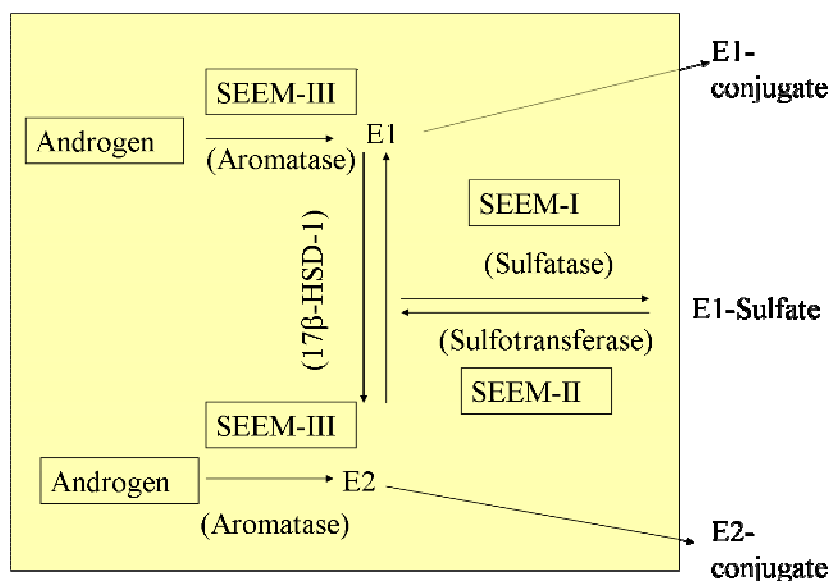 E1-
conjugate
SEEM-III
Androgen
E1
(Aromatase)
SEEM-I
(17β-HSD-1)
(Sulfatase)
E1-Sulfate
(Sulfotransferase)
SEEM-II
SEEM-III
Androgen
E2
(Aromatase)
E2-
conjugate